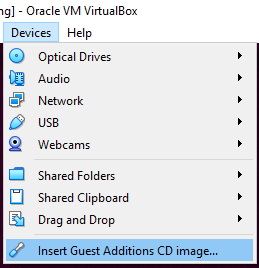 ng] - Oracle VM VirtualBox
Devices Help
Optical Drives
Audio
Network
USB
Webcams
Shared Folders
Shared Clipboard
Drag and Drop
Insert Guest Additions CD image...